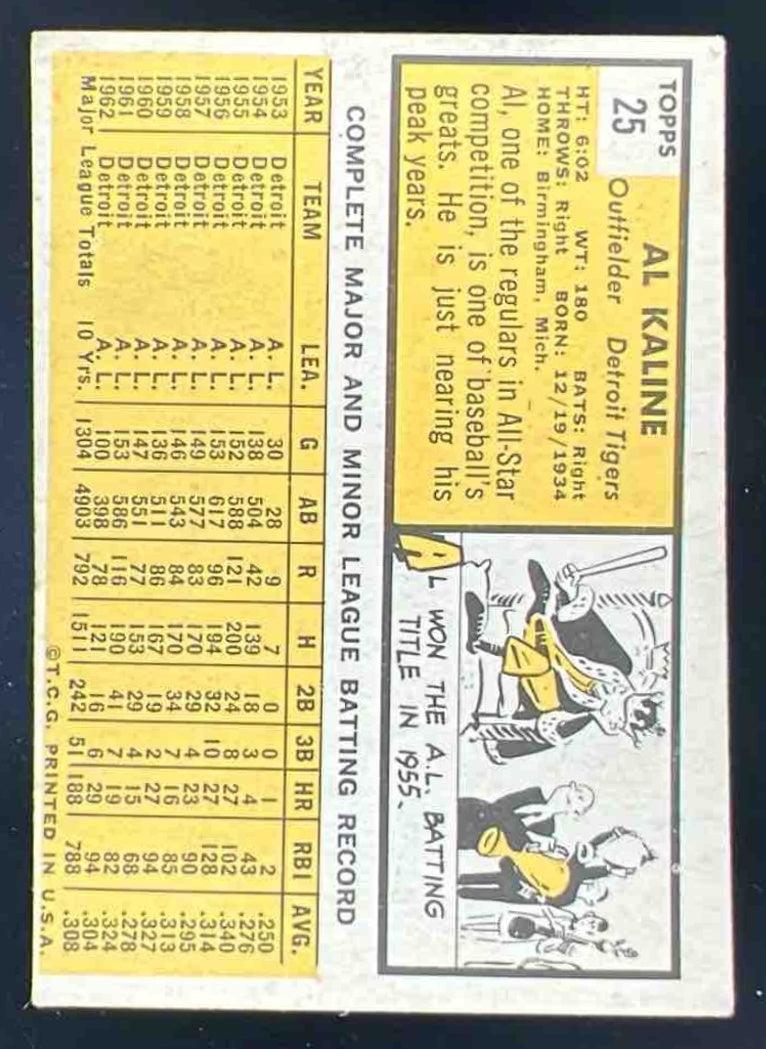 TOPPS
25
AL KALINE
Outfielder Detroit Tigers
HT: 6:02 WT: 180 BATS: Right
THROWS: Right BORN: 12/19/1934
HOME: Birmingham, Mich.
Al, one of the regulars in All-Star
competition, is one of baseball's
greats. He is just nearing his
peak years.
AL WON THE A.L. BATTING
TITLE IN 1955.
COMPLETE MAJOR AND MINOR LEAGUE BATTING RECORD
YEAR TEAM LEA. G AB R H 2B 3B HR RBI AVG.
1953 Detroit A. L. 30 28 9 7 0 0 1 2 .250
1954 Detroit A. L. 138 504 42 139 18 3 4 43 .276
1955 Detroit A. L. 152 588 121 200 24 8 27 102 .340
1956 Detroit A. L. 153 617 96 194 32 10 27 128 .314
1957 Detroit A. L. 149 577 83 170 29 4 23 90 .295
1958 Detroit A. L. 146 543 84 170 34 7 16 85 .313
1959 Detroit A. L. 136 511 86 167 19 2 27 94 .327
1960 Detroit A. L. 147 551 77 153 29 4 15 68 .278
1961 Detroit A. L. 153 586 116 190 41 7 19 82 .324
1962 Detroit A. L. 100 398 78 121 16 6 29 94 .304
Major League Totals 10 Yrs. 1304 4903 792 1511 242 51 188 788 .308
©T.C.G. PRINTED IN U.S.A.